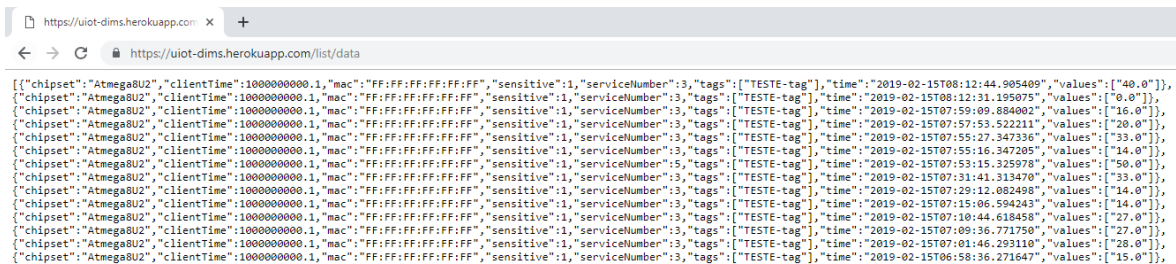 https://uiot-dims.herokuapp.com
https://uiot-dims.herokuapp.com/list/data
[{"chipset":"Atmega8U2","clientTime":1000000000.1,"mac":"FF:FF:FF:FF:FF:FF","sensitive":1,"serviceNumber":3,"tags":["TESTE-tag"],"time":"2019-02-15T08:12:44.905409","values":["40.0"]},
{"chipset":"Atmega8U2","clientTime":1000000000.1,"mac":"FF:FF:FF:FF:FF:FF","sensitive":1,"serviceNumber":3,"tags":["TESTE-tag"],"time":"2019-02-15T08:12:31.195075","values":["0.0"]},
{"chipset":"Atmega8U2","clientTime":1000000000.1,"mac":"FF:FF:FF:FF:FF:FF","sensitive":1,"serviceNumber":3,"tags":["TESTE-tag"],"time":"2019-02-15T07:59:09.884002","values":["16.0"]},
{"chipset":"Atmega8U2","clientTime":1000000000.1,"mac":"FF:FF:FF:FF:FF:FF","sensitive":1,"serviceNumber":3,"tags":["TESTE-tag"],"time":"2019-02-15T07:57:53.522211","values":["20.0"]},
{"chipset":"Atmega8U2","clientTime":1000000000.1,"mac":"FF:FF:FF:FF:FF:FF","sensitive":1,"serviceNumber":3,"tags":["TESTE-tag"],"time":"2019-02-15T07:55:27.347336","values":["33.0"]},
{"chipset":"Atmega8U2","clientTime":1000000000.1,"mac":"FF:FF:FF:FF:FF:FF","sensitive":1,"serviceNumber":3,"tags":["TESTE-tag"],"time":"2019-02-15T07:55:16.347205","values":["14.0"]},
{"chipset":"Atmega8U2","clientTime":1000000000.1,"mac":"FF:FF:FF:FF:FF:FF","sensitive":1,"serviceNumber":5,"tags":["TESTE-tag"],"time":"2019-02-15T07:53:15.325978","values":["50.0"]},
{"chipset":"Atmega8U2","clientTime":1000000000.1,"mac":"FF:FF:FF:FF:FF:FF","sensitive":1,"serviceNumber":3,"tags":["TESTE-tag"],"time":"2019-02-15T07:31:41.313470","values":["33.0"]},
{"chipset":"Atmega8U2","clientTime":1000000000.1,"mac":"FF:FF:FF:FF:FF:FF","sensitive":1,"serviceNumber":3,"tags":["TESTE-tag"],"time":"2019-02-15T07:29:12.082498","values":["14.0"]},
{"chipset":"Atmega8U2","clientTime":1000000000.1,"mac":"FF:FF:FF:FF:FF:FF","sensitive":1,"serviceNumber":3,"tags":["TESTE-tag"],"time":"2019-02-15T07:15:06.594243","values":["14.0"]},
{"chipset":"Atmega8U2","clientTime":1000000000.1,"mac":"FF:FF:FF:FF:FF:FF","sensitive":1,"serviceNumber":3,"tags":["TESTE-tag"],"time":"2019-02-15T07:10:44.618458","values":["27.0"]},
{"chipset":"Atmega8U2","clientTime":1000000000.1,"mac":"FF:FF:FF:FF:FF:FF","sensitive":1,"serviceNumber":3,"tags":["TESTE-tag"],"time":"2019-02-15T07:09:36.771750","values":["27.0"]},
{"chipset":"Atmega8U2","clientTime":1000000000.1,"mac":"FF:FF:FF:FF:FF:FF","sensitive":1,"serviceNumber":3,"tags":["TESTE-tag"],"time":"2019-02-15T07:01:46.293110","values":["28.0"]},
{"chipset":"Atmega8U2","clientTime":1000000000.1,"mac":"FF:FF:FF:FF:FF:FF","sensitive":1,"serviceNumber":3,"tags":["TESTE-tag"],"time":"2019-02-15T06:58:36.271647","values":["15.0"]},